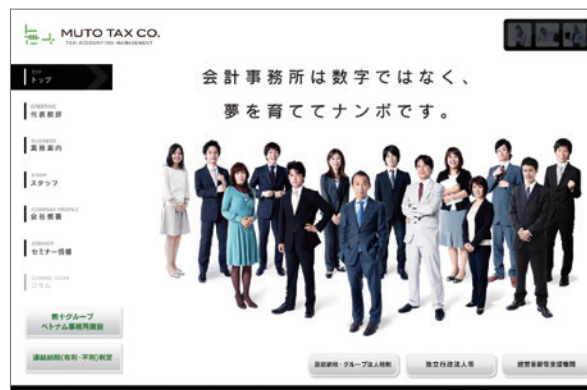 MUTO TAX CO.
TAX・ACCOUNTING・MANAGEMENT
TOP
トップ
GREETING
代表挨拶
BUSINESS
業務案内
STAFF
スタッフ
COMPANY PROFILE
会社概要
SEMINER
セミナー情報
COMING SOON
コラム
会計事務所は数字ではなく、
夢を育ててナンボです。
武十グループ
ベトナム事務所開設
連結納税(有利・不利)判定
連結納税・グループ法人税制
独立行政法人等
経営革新等支援機関